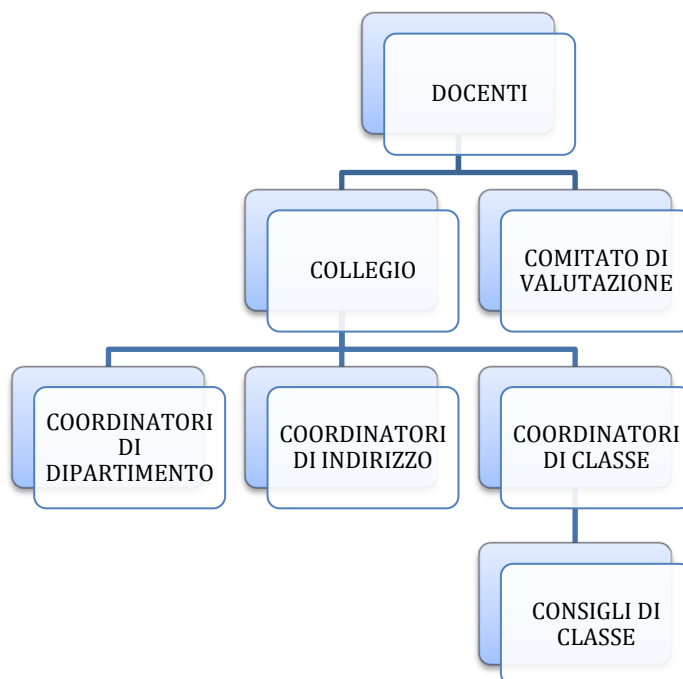 DOCENTI
COLLEGIO
COMITATO DI
VALUTAZIONE
COORDINATORI
DI
DIPARTIMENTO
COORDINATORI
DI INDIRIZZO
COORDINATORI
DI CLASSE
CONSIGLI DI
CLASSE